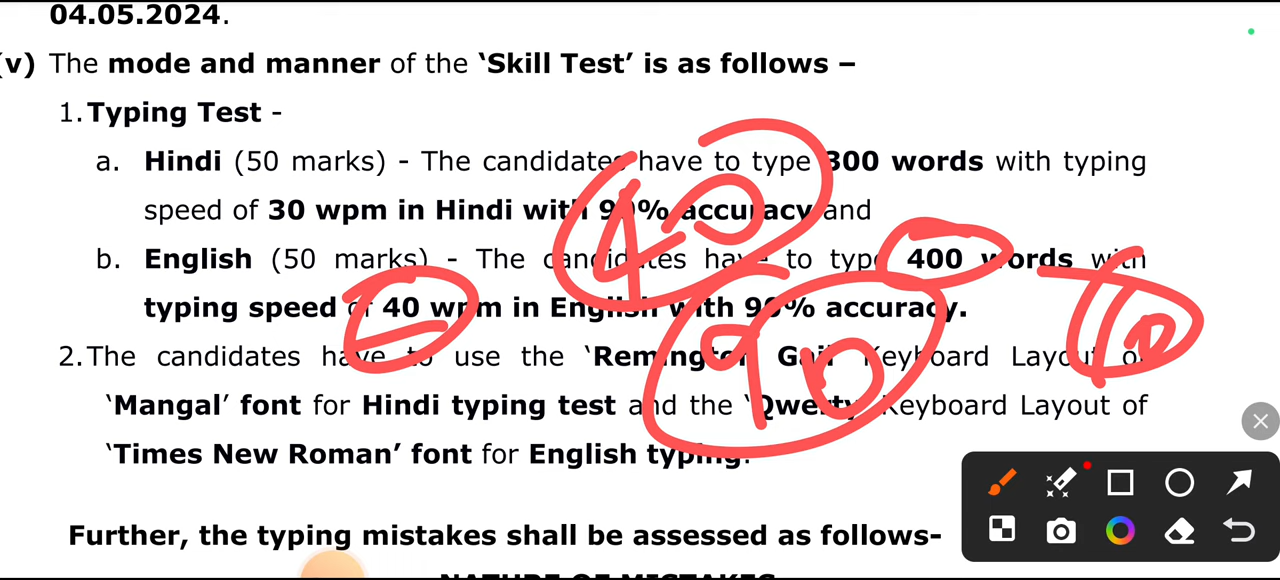 04.05.2024.
(v) The mode and manner of the ‘Skill Test’ is as follows –
1. Typing Test -
a. Hindi (50 marks) - The candidates have to type 300 words with typing
speed of 30 wpm in Hindi with 90% accuracy and
b. English (50 marks) - The candidates have to type 400 words with
typing speed of 40 wpm in English with 90% accuracy.
2. The candidates have to use the ‘Remington Gail’ Keyboard Layout of
‘Mangal’ font for Hindi typing test and the ‘Qwerty’ Keyboard Layout of
‘Times New Roman’ font for English typing.
40
90
Further, the typing mistakes shall be assessed as follows-
NATURE OF MISTAKES